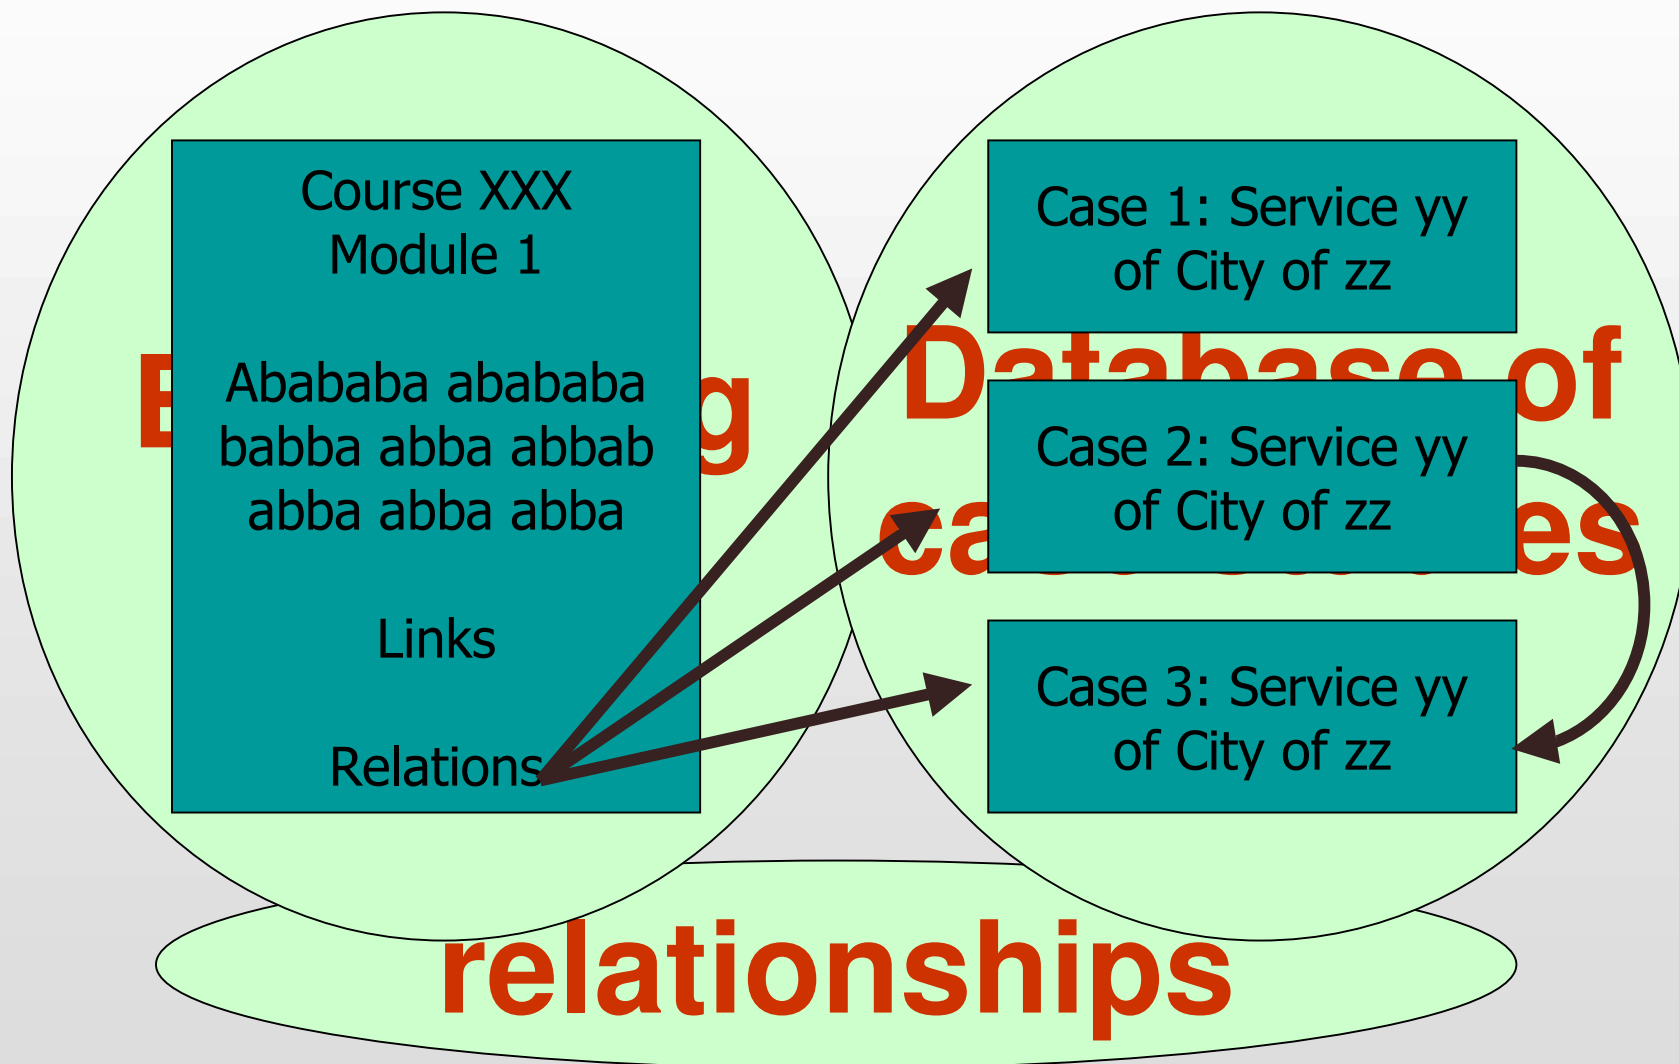 Course XXX
Module 1
Abababa abababa
babba abba abbab
abba abba abba
Links
Relations
Database of
Case 1: Service yy
of City of zz
Case 2: Service yy
of City of zz
Case 3: Service yy
of City of zz
relationships